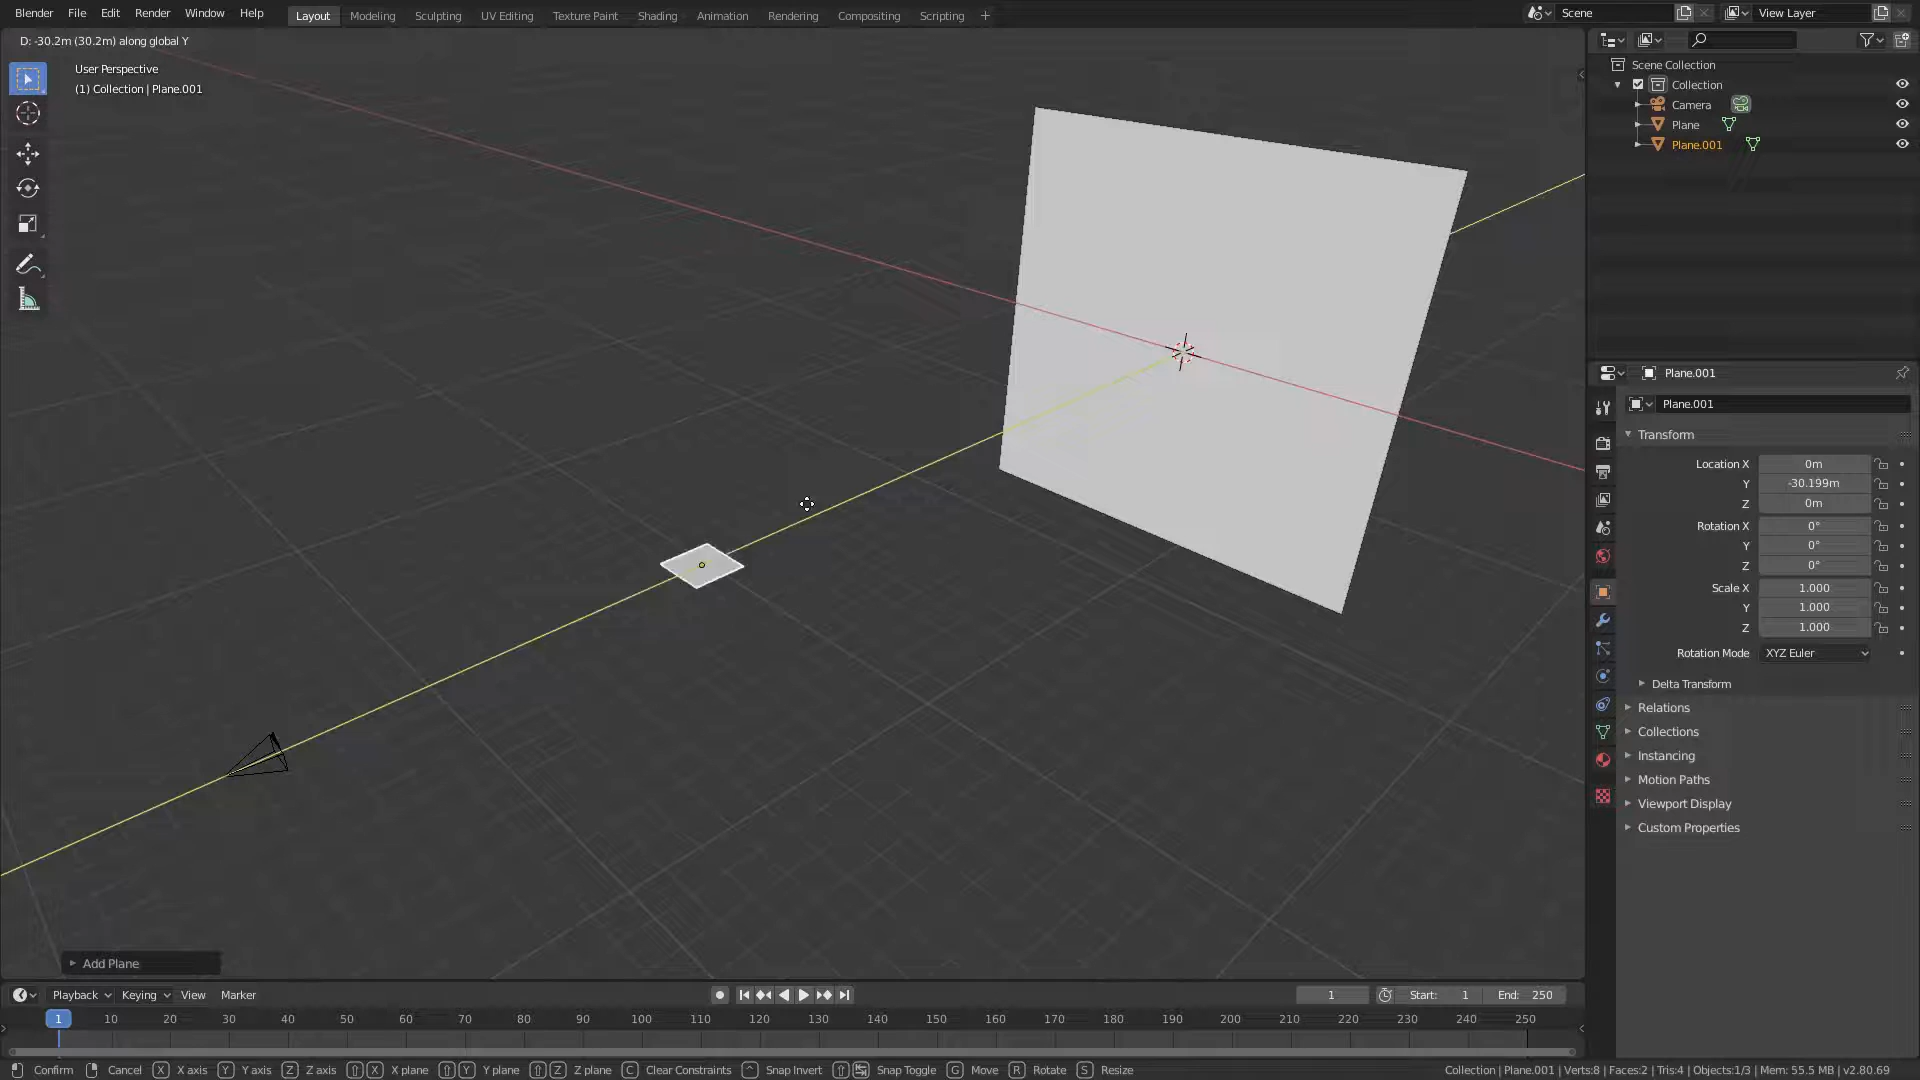 Blender File Edit Render Window Help Layout Modeling Sculpting UV Editing Texture Paint Shading Animation Rendering Compositing Scripting + Scene View Layer
D: -30.2m (30.2m) along global Y
User Perspective
(1) Collection | Plane.001
Scene Collection
Collection
Camera
Plane
Plane.001
Plane.001
Plane.001
Transform
Location X 0m
Y -30.199m
Z 0m
Rotation X 0°
Y 0°
Z 0°
Scale X 1.000
Y 1.000
Z 1.000
Rotation Mode XYZ Euler
Delta Transform
Relations
Collections
Instancing
Motion Paths
Viewport Display
Custom Properties
Add Plane
Playback Keying View Marker 1 Start: 1 End: 250
1 10 20 30 40 50 60 70 80 90 100 110 120 130 140 150 160 170 180 190 200 210 220 230 240 250
Confirm Cancel X X axis Y Y axis Z Z axis X X plane Y Y plane Z Z plane C Clear Constraints Snap Invert Snap Toggle G Move R Rotate S Resize Collection | Plane.001 | Verts:8 | Faces:2 | Tris:4 | Objects:1/3 | Mem: 55.5 MB | v2.80.69